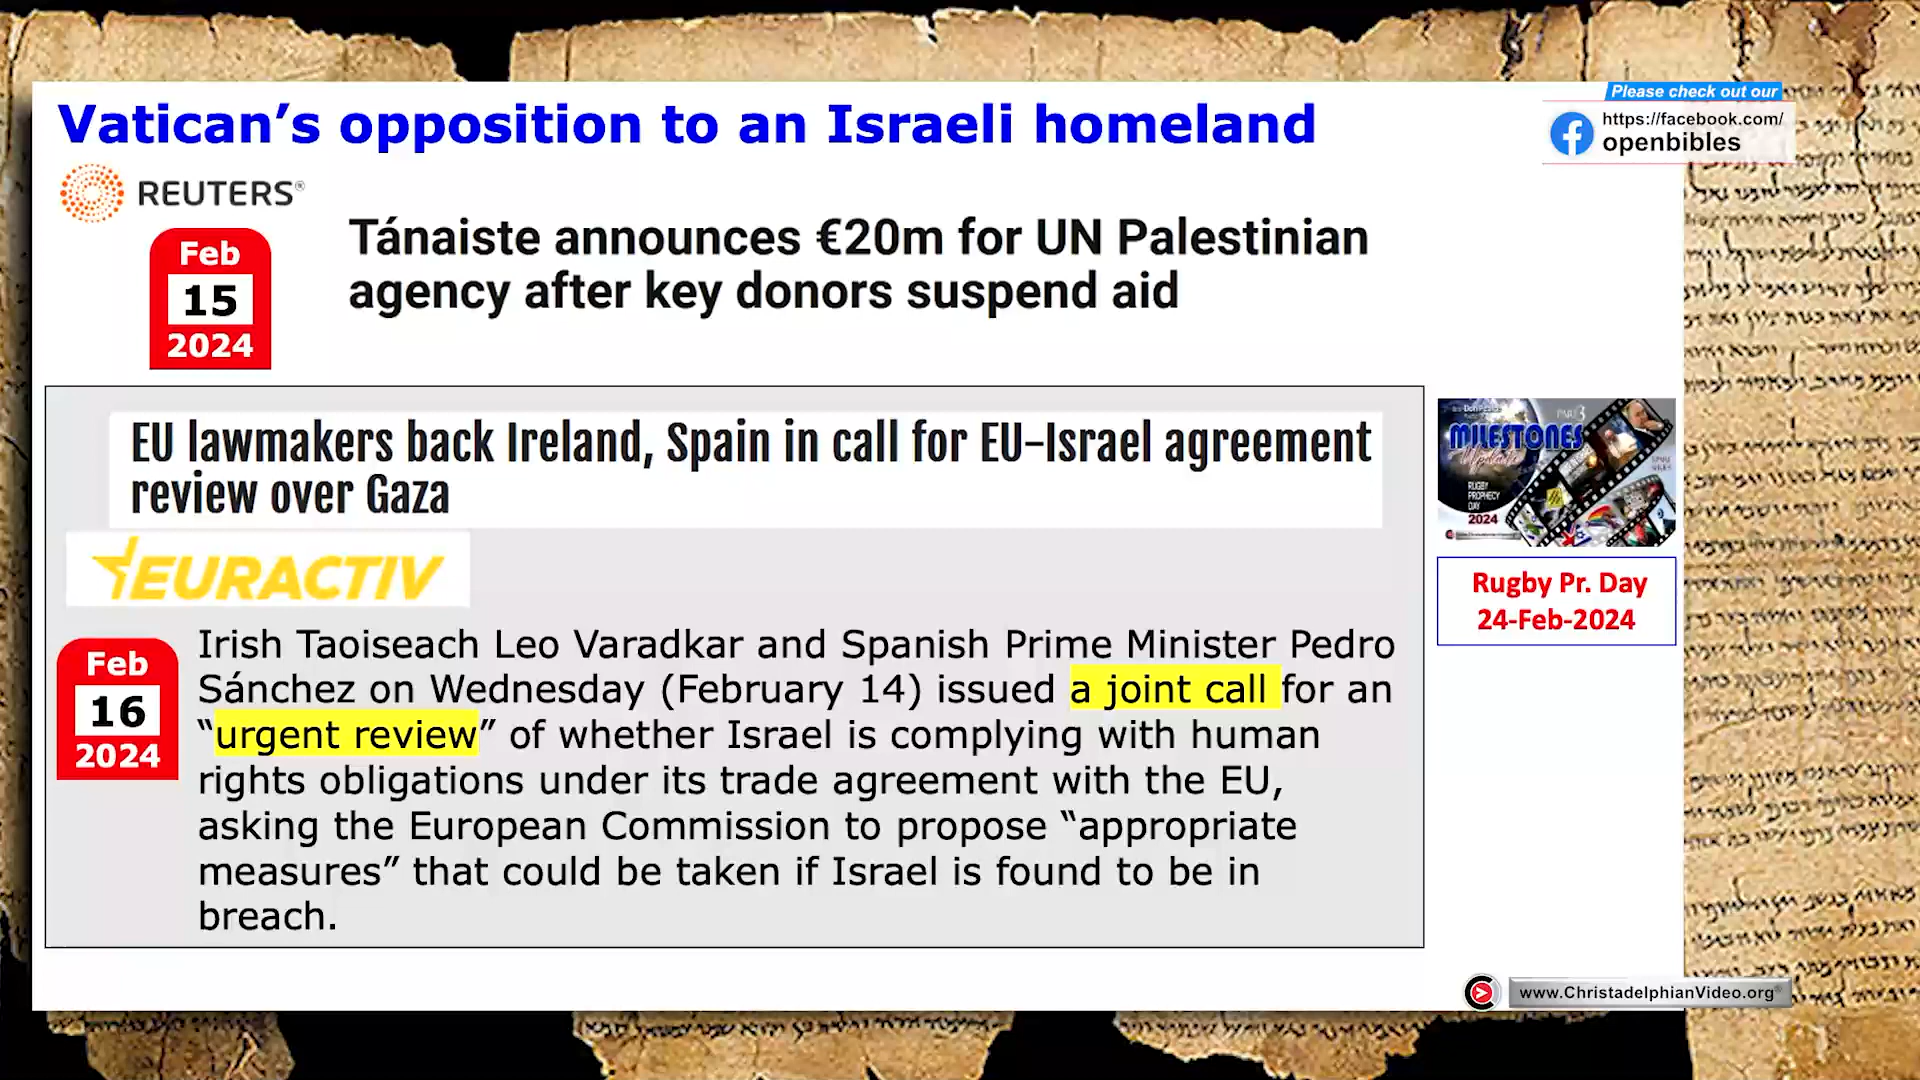 Vatican’s opposition to an Israeli homeland
Please check out our
https://facebook.com/
openbibles
REUTERS®
Feb
15
2024
Tánaiste announces €20m for UN Palestinian
agency after key donors suspend aid
EU lawmakers back Ireland, Spain in call for EU-Israel agreement
review over Gaza
EURACTIV
Feb
16
2024
Irish Taoiseach Leo Varadkar and Spanish Prime Minister Pedro
Sánchez on Wednesday (February 14) issued a joint call for an
“urgent review” of whether Israel is complying with human
rights obligations under its trade agreement with the EU,
asking the European Commission to propose “appropriate
measures” that could be taken if Israel is found to be in
breach.
PART 3
MILESTONES
Update
RUGBY
PROPHECY
DAY
2024
Rugby Pr. Day
24-Feb-2024
www.ChristadelphianVideo.org®